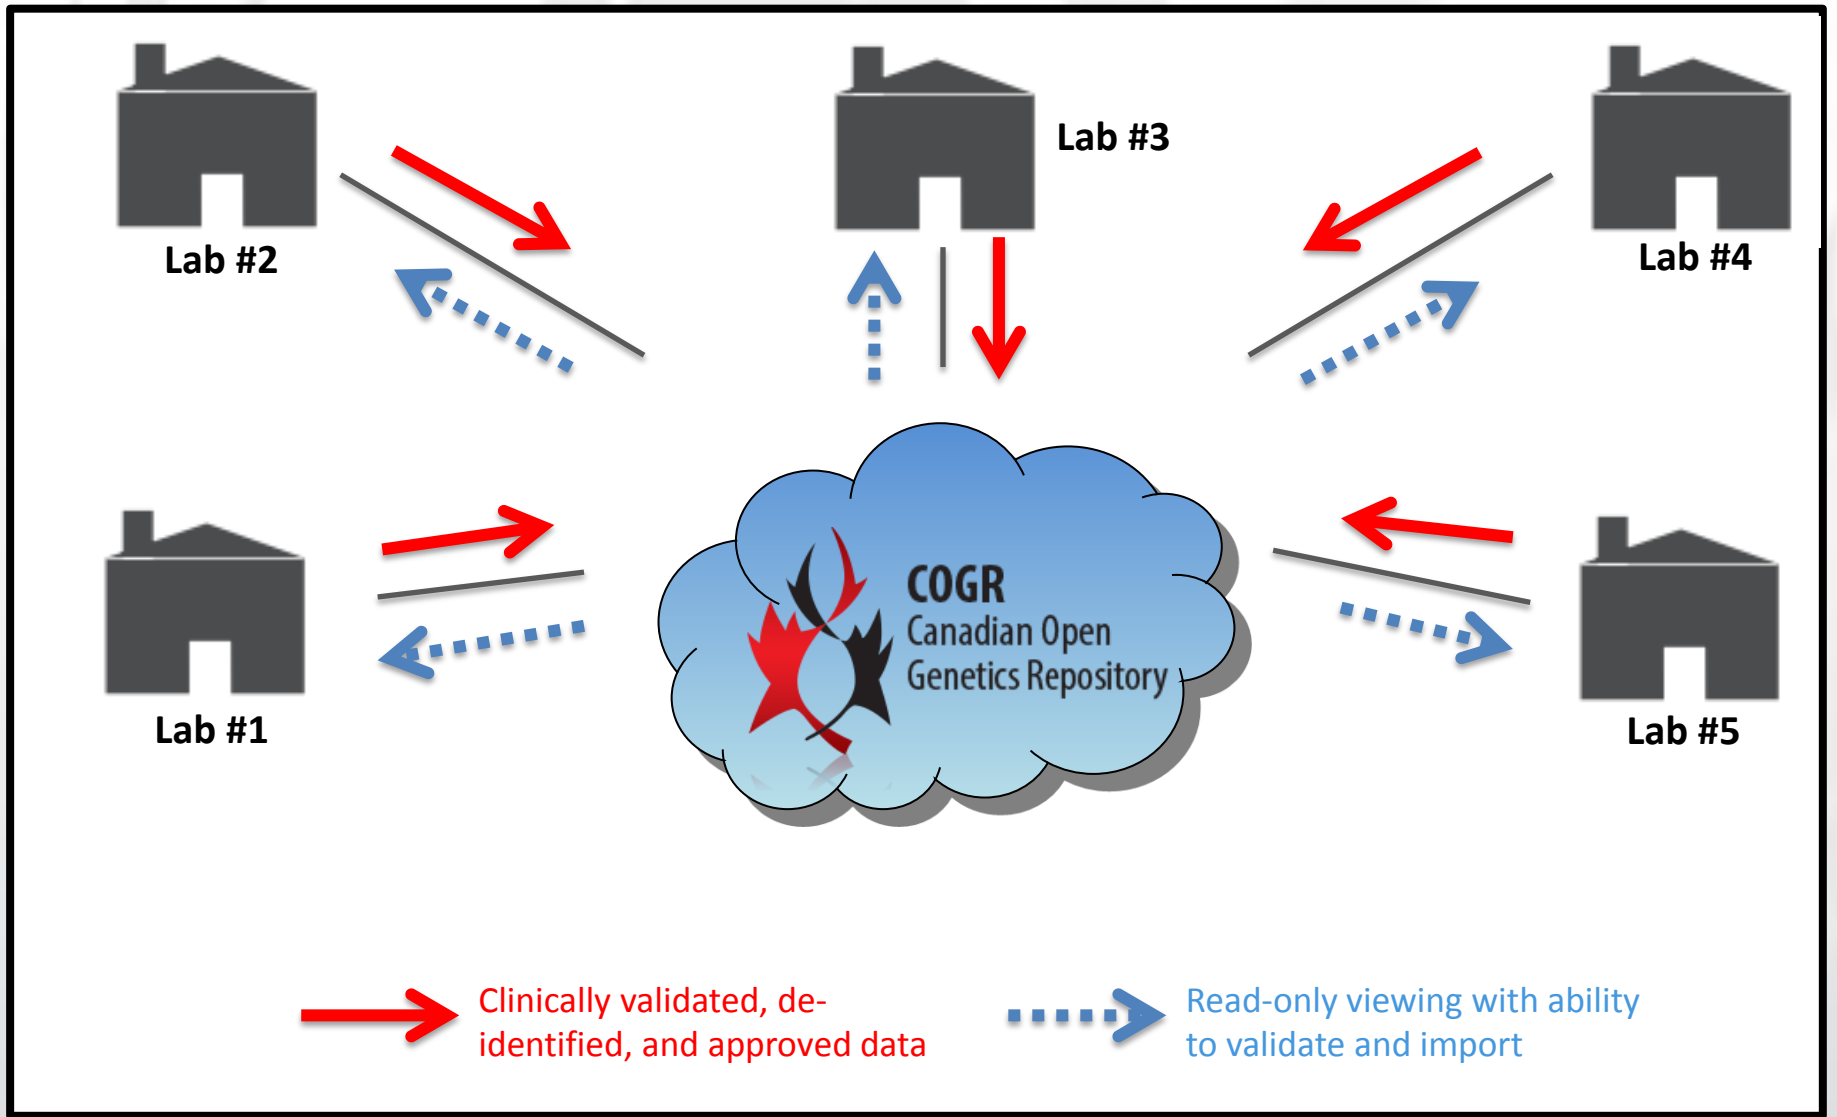 Lab #3
Lab #2
Lab #4
COGR
Canadian Open
Genetics Repository
Lab #1
Lab #5
Clinically validated, de-
identified, and approved data
Read-only viewing with ability
to validate and import